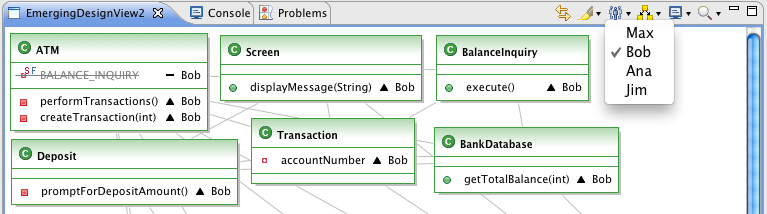 EmergingDesignView2 Console Problems
Max
Bob
Ana
Jim
C ATM
S F BALANCE_INQUIRY Bob
performTransactions() Bob
createTransaction(int) Bob
C Screen
displayMessage(String) Bob
C BalanceInquiry
execute() Bob
C Deposit
promptForDepositAmount() Bob
C Transaction
accountNumber Bob
C BankDatabase
getTotalBalance(int) Bob